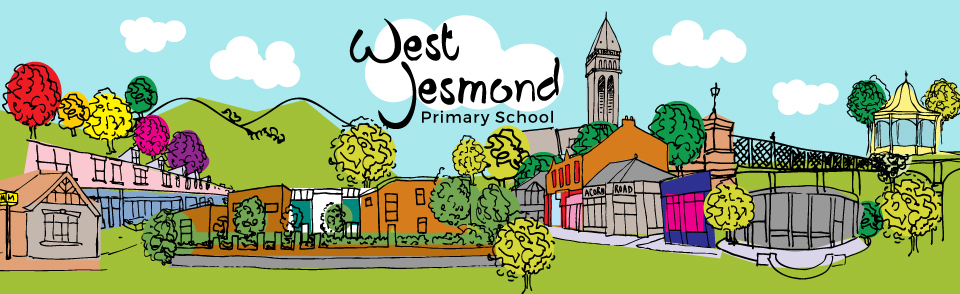 West
Jesmond
Primary School
ACORN ROAD